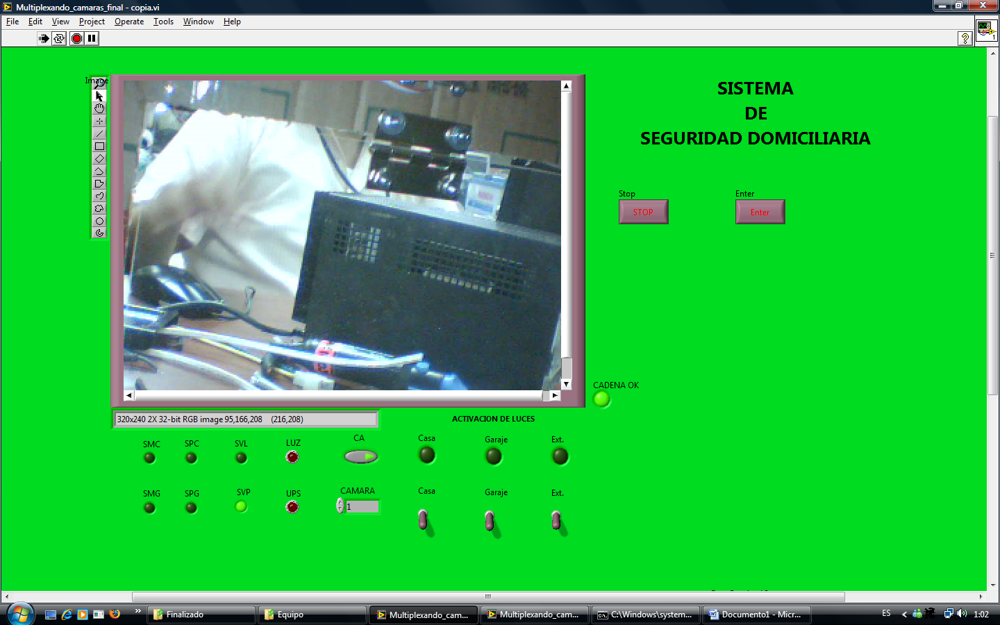 Multiplexando_camaras_final - copia.vi
File Edit View Project Operate Tools Window Help
1
Image
SISTEMA
DE
SEGURIDAD DOMICILIARIA
Stop
Enter
STOP
Enter
CADENA OK
320x240 2X 32-bit RGB image 95,166,208 (216,208)
ACTIVACION DE LUCES
SMC
SPC
SVL
LUZ
CA
Casa
Garaje
Ext.
SMG
SPG
SVP
UPS
CAMARA
1
Casa
Garaje
Ext.
Finalizado
Equipo
Multiplexando_cam...
Multiplexando_cam...
C:\Windows\system...
Documento1 - Micr...
ES
1:02